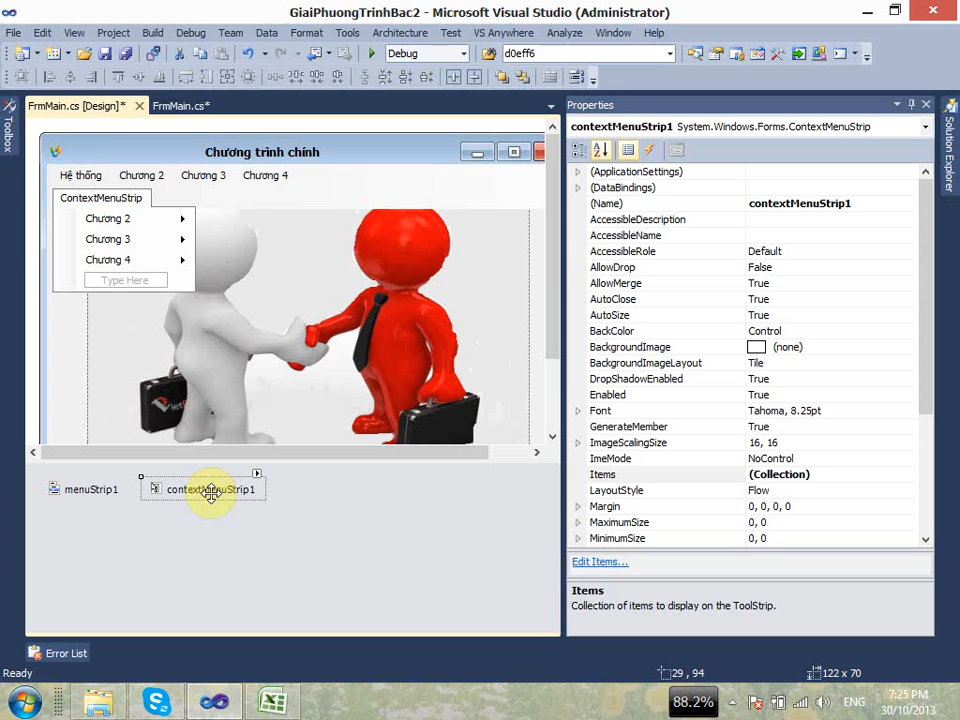 GiaiPhuongTrinhBac2 - Microsoft Visual Studio (Administrator)
File Edit View Project Build Debug Team Data Format Tools Architecture Test VS Anywhere Analyze Window Help
Debug d0eff6
FrmMain.cs [Design]* FrmMain.cs*
Toolbox
Chương trình chính
Hệ thống Chương 2 Chương 3 Chương 4
ContextMenuStrip
Chương 2
Chương 3
Chương 4
Type Here
menuStrip1 contextMenuStrip1
Properties
contextMenuStrip1 System.Windows.Forms.ContextMenuStrip
(ApplicationSettings)
(DataBindings)
(Name) contextMenuStrip1
AccessibleDescription
AccessibleName
AccessibleRole Default
AllowDrop False
AllowMerge True
AutoClose True
AutoSize True
BackColor Control
BackgroundImage (none)
BackgroundImageLayout Tile
DropShadowEnabled True
Enabled True
Font Tahoma, 8.25pt
GenerateMember True
ImageScalingSize 16, 16
ImeMode NoControl
Items (Collection)
LayoutStyle Flow
Margin 0, 0, 0, 0
MaximumSize 0, 0
MinimumSize 0, 0
Edit Items...
Items
Collection of items to display on the ToolStrip.
Solution Explorer
Error List
Ready 29 , 94 122 x 70
88.2% ENG 7:25 PM
30/10/2013